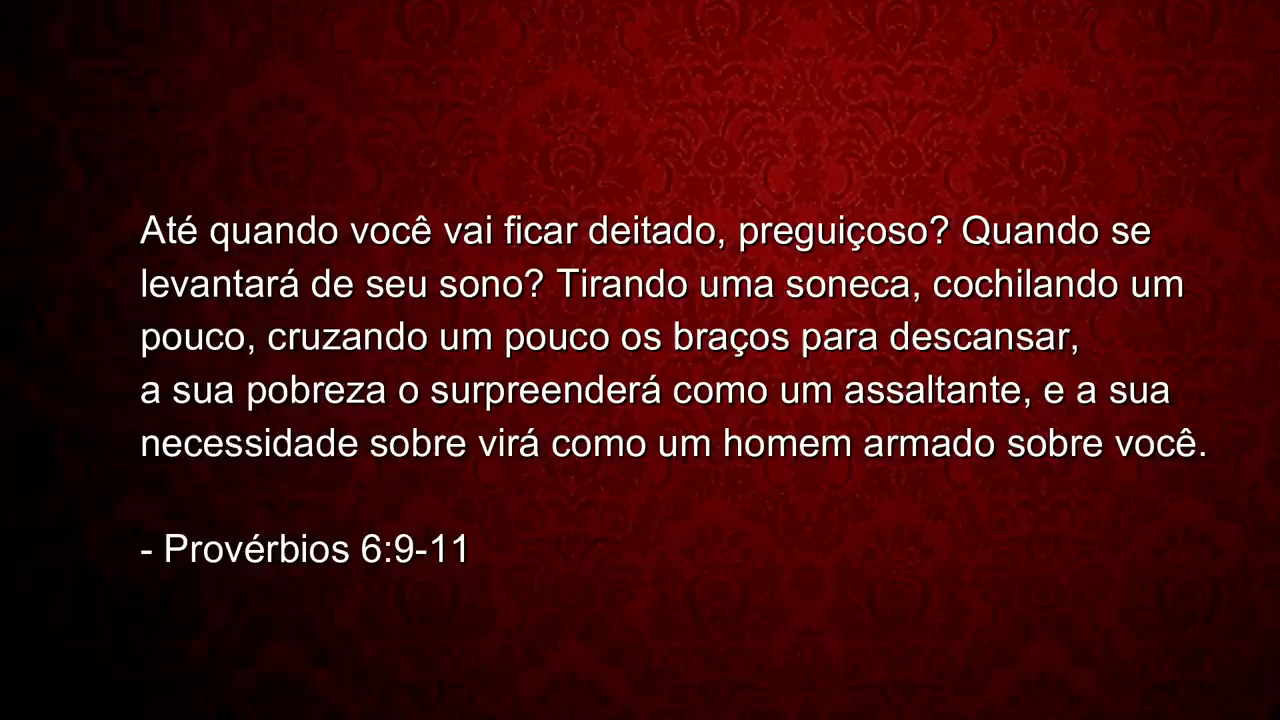 Até quando você vai ficar deitado, preguiçoso? Quando se
levantará de seu sono? Tirando uma soneca, cochilando um
pouco, cruzando um pouco os braços para descansar,
a sua pobreza o surpreenderá como um assaltante, e a sua
necessidade sobre virá como um homem armado sobre você.
- Provérbios 6:9-11